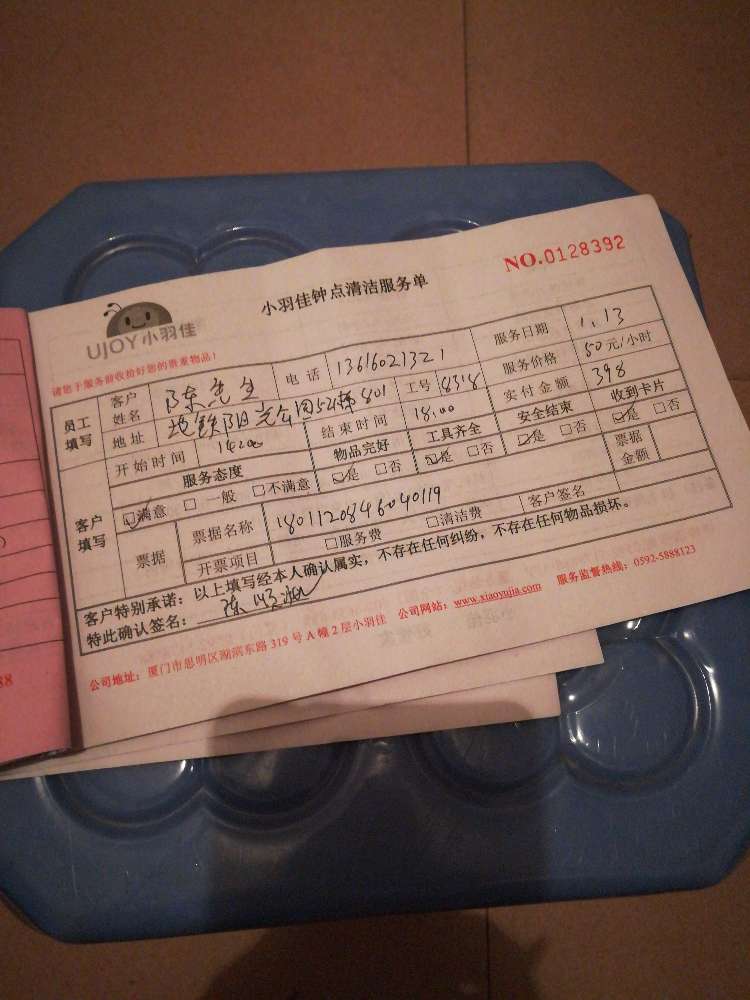 NO.0128392
小羽佳钟点清洁服务单
UJOY小羽佳
请您于服务前收拾好您的贵重物品！
员工填写 客户姓名 陈先生 电话 13616021321 服务日期 1.13
地址 地铁阳光公园52梯801 工号 8318 服务价格 50元/小时
开始时间 14:00 结束时间 18:00 实付金额 398
客户填写 服务态度 物品完好 工具齐全 安全结束 收到卡片
☑满意 □一般 □不满意 ☑是 □否 ☑是 □否 ☑是 □否 ☑是 □否
票据 票据名称 1801120846040119 票据金额
开票项目 □服务费 □清洁费 客户签名
客户特别承诺：以上填写经本人确认属实，不存在任何纠纷，不存在任何物品损坏。
特此确认签名： 陈
公司地址：厦门市思明区湖滨东路319号A幢2层小羽佳 公司网站：www.xiaoyujia.com 服务监督热线：0592-5888123